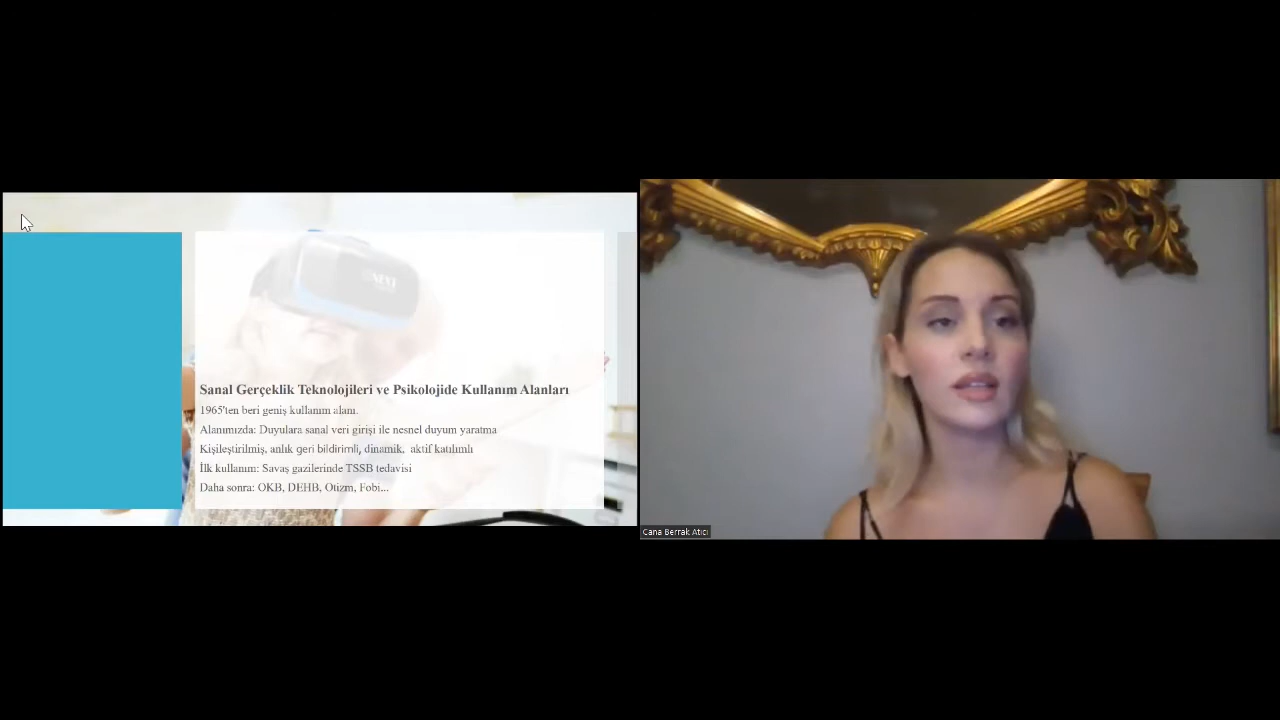 Sanal Gerçeklik Teknolojileri ve Psikolojide Kullanım Alanları
1965'ten beri geniş kullanım alanı.
Alanımızda: Duyulara sanal veri girişi ile nesnel duyum yaratma
Kişileştirilmiş, anlık geri bildirimli, dinamik, aktif katılımlı
İlk kullanım: Savaş gazilerinde TSSB tedavisi
Daha sonra: OKB, DEHB, Otizm, Fobi...
Cana Berrak Atici